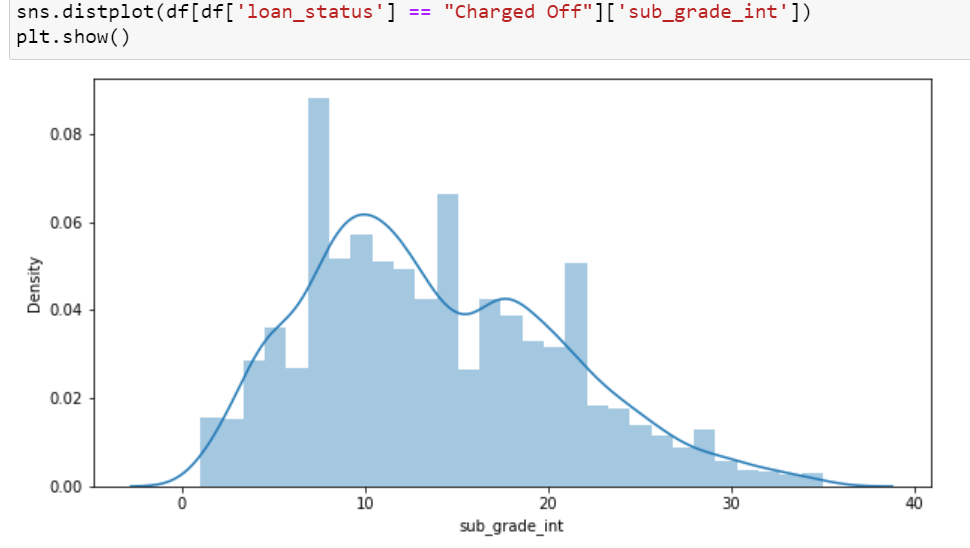 sns.distplot(df[df['loan_status'] == "Charged Off"]['sub_grade_int'])
plt.show()
0.08
0.06
Density
0.04
0.02
0.00
0 10 20 30 40
sub_grade_int